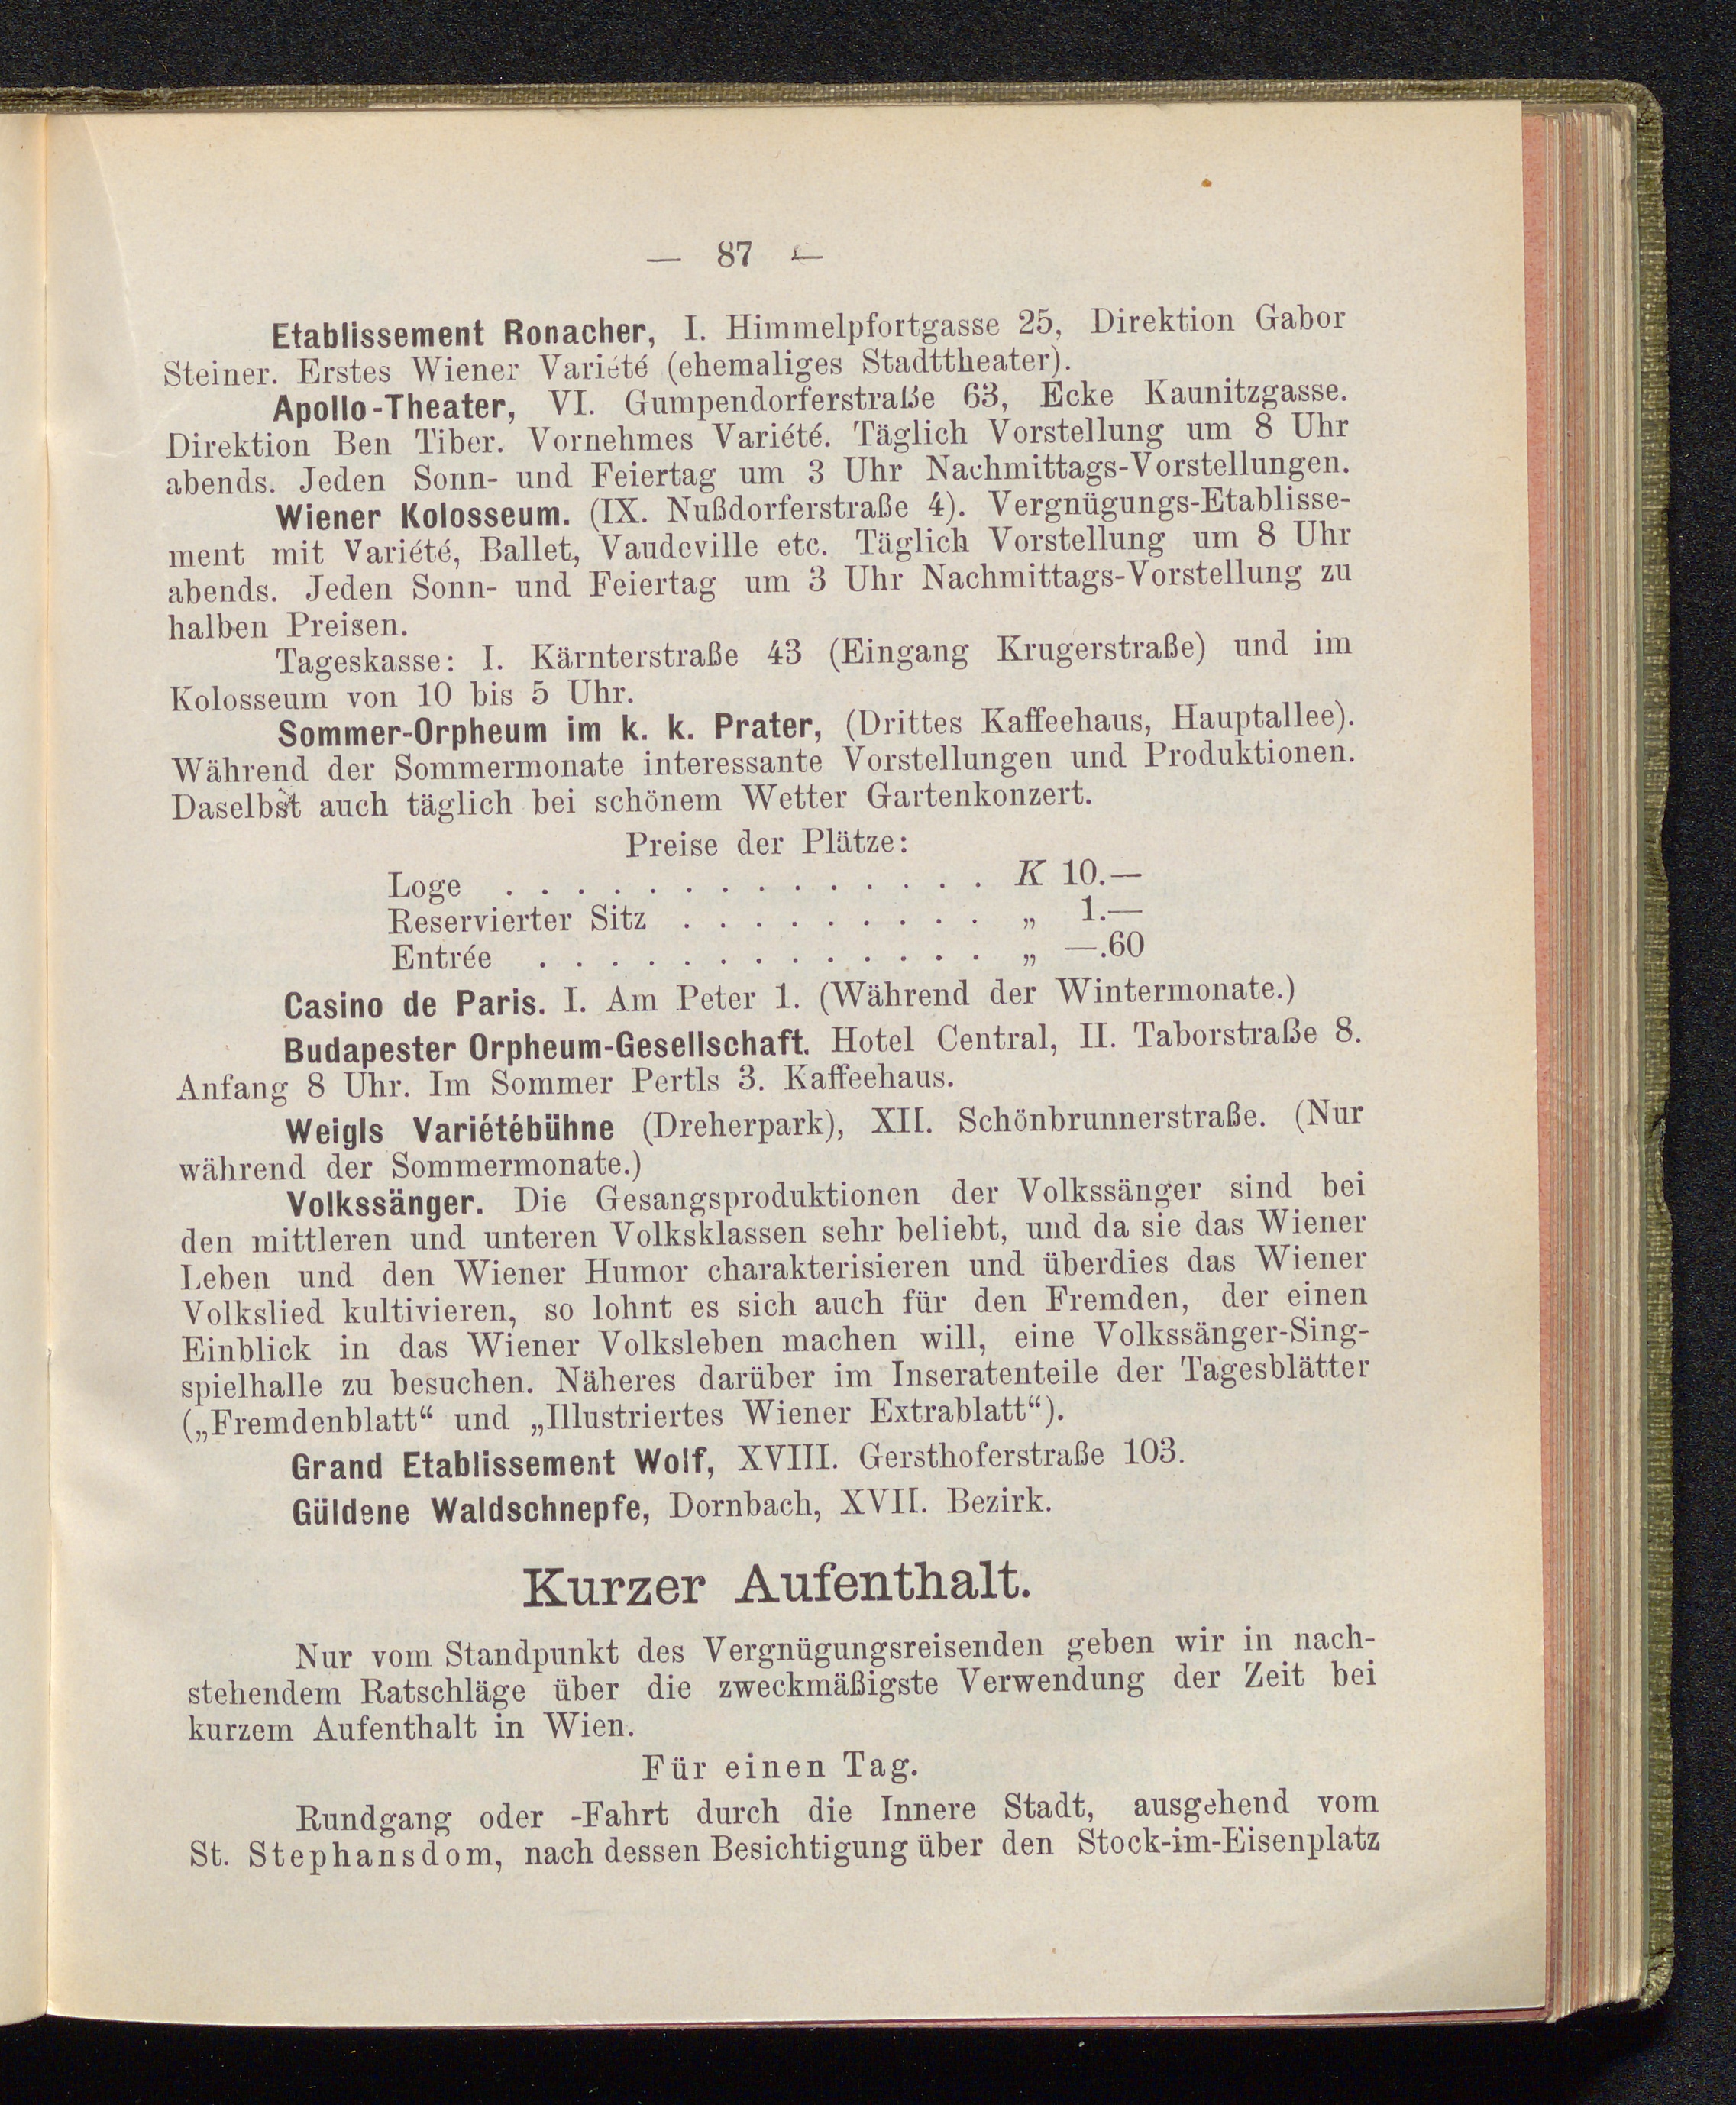 — 87 —
Etablissement Ronacher, I. Himmelpfortgasse 25, Direktion Gabor
Steiner. Erstes Wiener Variété (ehemaliges Stadttheater).
Apollo-Theater, VI. Gumpendorferstraße 63, Ecke Kaunitzgasse.
Direktion Ben Tiber. Vornehmes Variété. Täglich Vorstellung um 8 Uhr
abends. Jeden Sonn- und Feiertag um 3 Uhr Nachmittags-Vorstellungen.
Wiener Kolosseum. (IX. Nußdorferstraße 4). Vergnügungs-Etablisse-
ment mit Variété, Ballet, Vaudeville etc. Täglich Vorstellung um 8 Uhr
abends. Jeden Sonn- und Feiertag um 3 Uhr Nachmittags-Vorstellung zu
halben Preisen.
Tageskasse: I. Kärnterstraße 43 (Eingang Krugerstraße) und im
Kolosseum von 10 bis 5 Uhr.
Sommer-Orpheum im k. k. Prater, (Drittes Kaffeehaus, Hauptallee).
Während der Sommermonate interessante Vorstellungen und Produktionen.
Daselbst auch täglich bei schönem Wetter Gartenkonzert.
Preise der Plätze:
Loge . . . . . . . . . . . . . . K 10.—
Reservierter Sitz . . . . . . . . . „ 1.—
Entrée . . . . . . . . . . . . . „ —.60
Casino de Paris. I. Am Peter 1. (Während der Wintermonate.)
Budapester Orpheum-Gesellschaft. Hotel Central, II. Taborstraße 8.
Anfang 8 Uhr. Im Sommer Pertls 3. Kaffeehaus.
Weigls Variétébühne (Dreherpark), XII. Schönbrunnerstraße. (Nur
während der Sommermonate.)
Volkssänger. Die Gesangsproduktionen der Volkssänger sind bei
den mittleren und unteren Volksklassen sehr beliebt, und da sie das Wiener
Leben und den Wiener Humor charakterisieren und überdies das Wiener
Volkslied kultivieren, so lohnt es sich auch für den Fremden, der einen
Einblick in das Wiener Volksleben machen will, eine Volkssänger-Sing-
spielhalle zu besuchen. Näheres darüber im Inseratenteile der Tagesblätter
(„Fremdenblatt“ und „Illustriertes Wiener Extrablatt“).
Grand Etablissement Wolf, XVIII. Gersthoferstraße 103.
Güldene Waldschnepfe, Dornbach, XVII. Bezirk.
Kurzer Aufenthalt.
Nur vom Standpunkt des Vergnügungsreisenden geben wir in nach-
stehendem Ratschläge über die zweckmäßigste Verwendung der Zeit bei
kurzem Aufenthalt in Wien.
Für einen Tag.
Rundgang oder -Fahrt durch die Innere Stadt, ausgehend vom
St. Stephansdom, nach dessen Besichtigung über den Stock-im-Eisenplatz